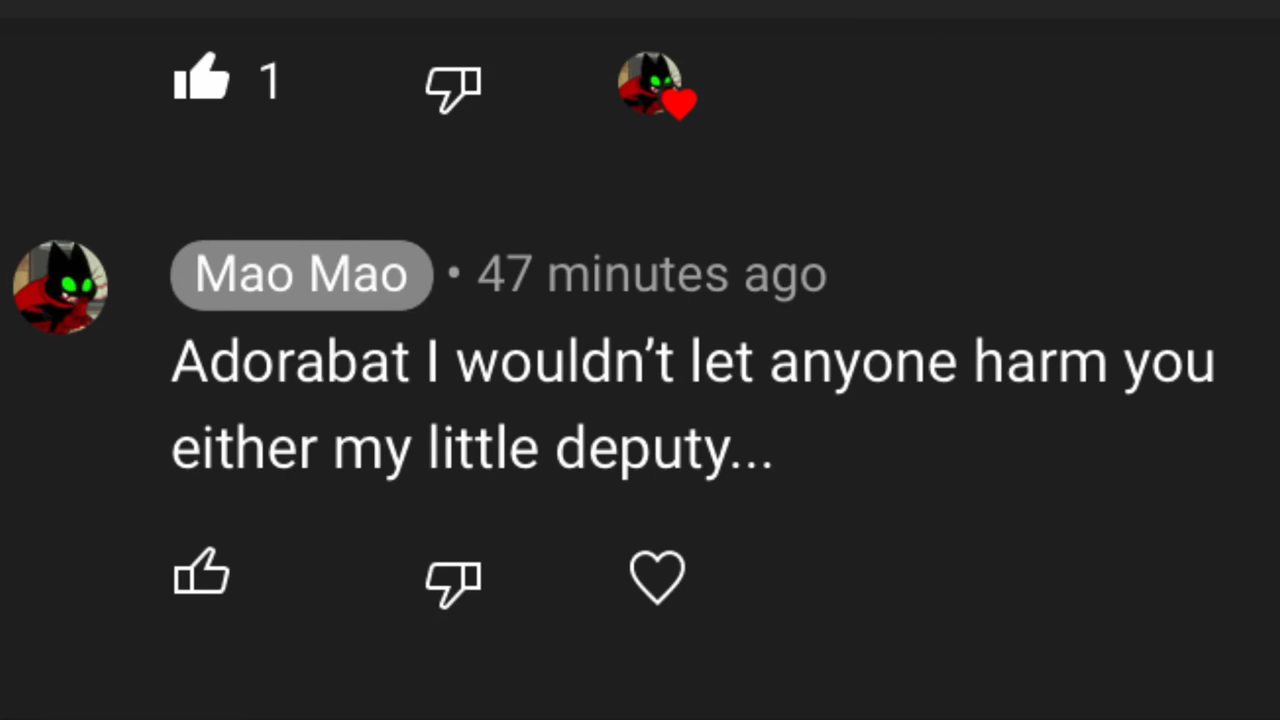 1
Mao Mao • 47 minutes ago
Adorabat I wouldn’t let anyone harm you
either my little deputy...